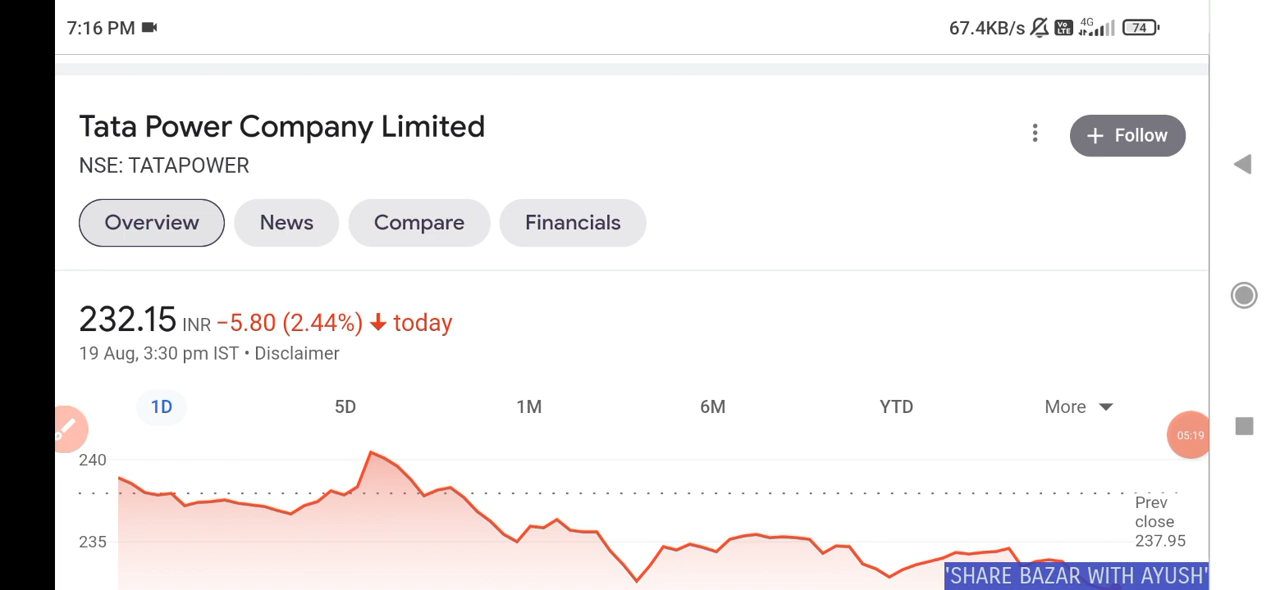 7:16 PM
67.4KB/s Vo LTE 4G 74
Tata Power Company Limited
+ Follow
NSE: TATAPOWER
Overview News Compare Financials
232.15 INR −5.80 (2.44%) today
19 Aug, 3:30 pm IST • Disclaimer
1D 5D 1M 6M YTD More
05:19
240
Prev
close
237.95
235
'SHARE BAZAR WITH AYUSH'